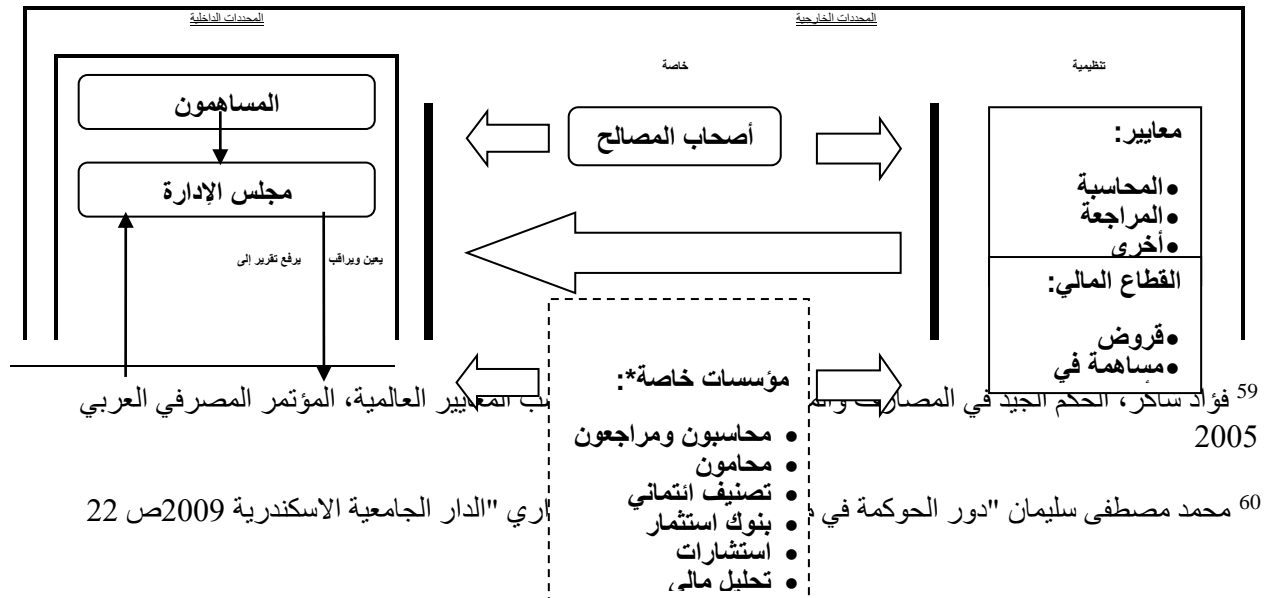 المحددات الخارجية
المحددات الداخلية
تنظيمية
خاصة
معايير:
•المحاسبة
•المراجعة
•أخرى
القطاع المالي:
•قروض
•مساهمة في
أصحاب المصالح
المساهمون
مجلس الإدارة
يرفع تقرير إلى
يعين ويراقب
مؤسسات خاصة*:
• محاسبون ومراجعون
• محامون
• تصنيف ائتماني
• بنوك استثمار
• استشارات
• تحليل مالي
59 فؤاد شاكر، الحكم الجيد في المعايير العالمية، المؤتمر المصرفي العربي
2005
60 محمد مصطفى سليمان "دور الحوكمة في اري "الدار الجامعية الاسكندرية 2009ص 22